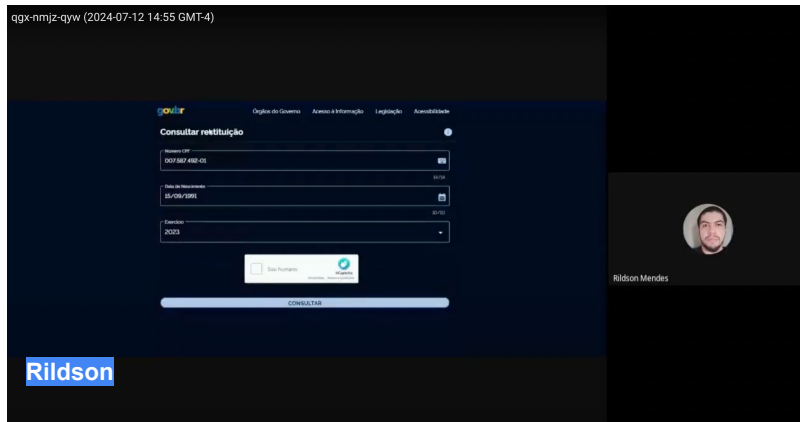 qgx-nmjz-qyw (2024-07-12 14:55 GMT-4)
gov.br
Órgãos do Governo Acesso à Informação Legislação Acessibilidade
Consultar restituição
Número CPF
007.587.492-01
14/14
Data de Nascimento
15/09/1991
10/10
Exercício
2023
Sou humano
hCaptcha
CONSULTAR
Rildson Mendes
Rildson